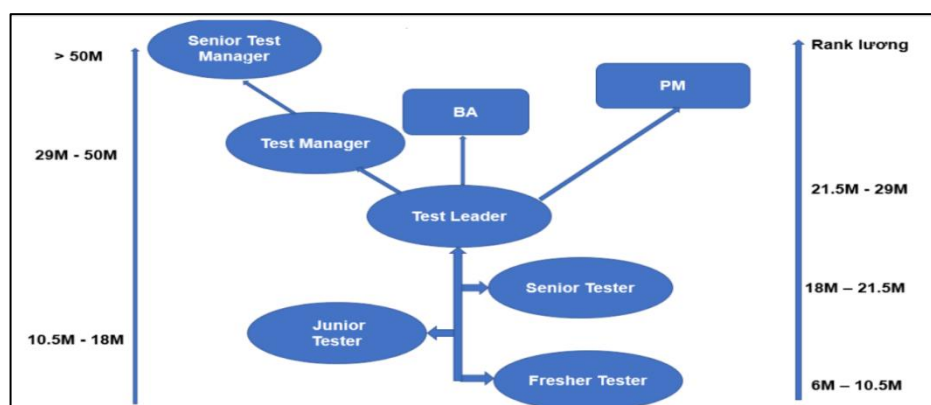 Senior Test
Manager
> 50M
Rank lương
PM
BA
Test Manager
29M - 50M
21.5M - 29M
Test Leader
Senior Tester
18M – 21.5M
Junior
Tester
10.5M - 18M
Fresher Tester
6M – 10.5M